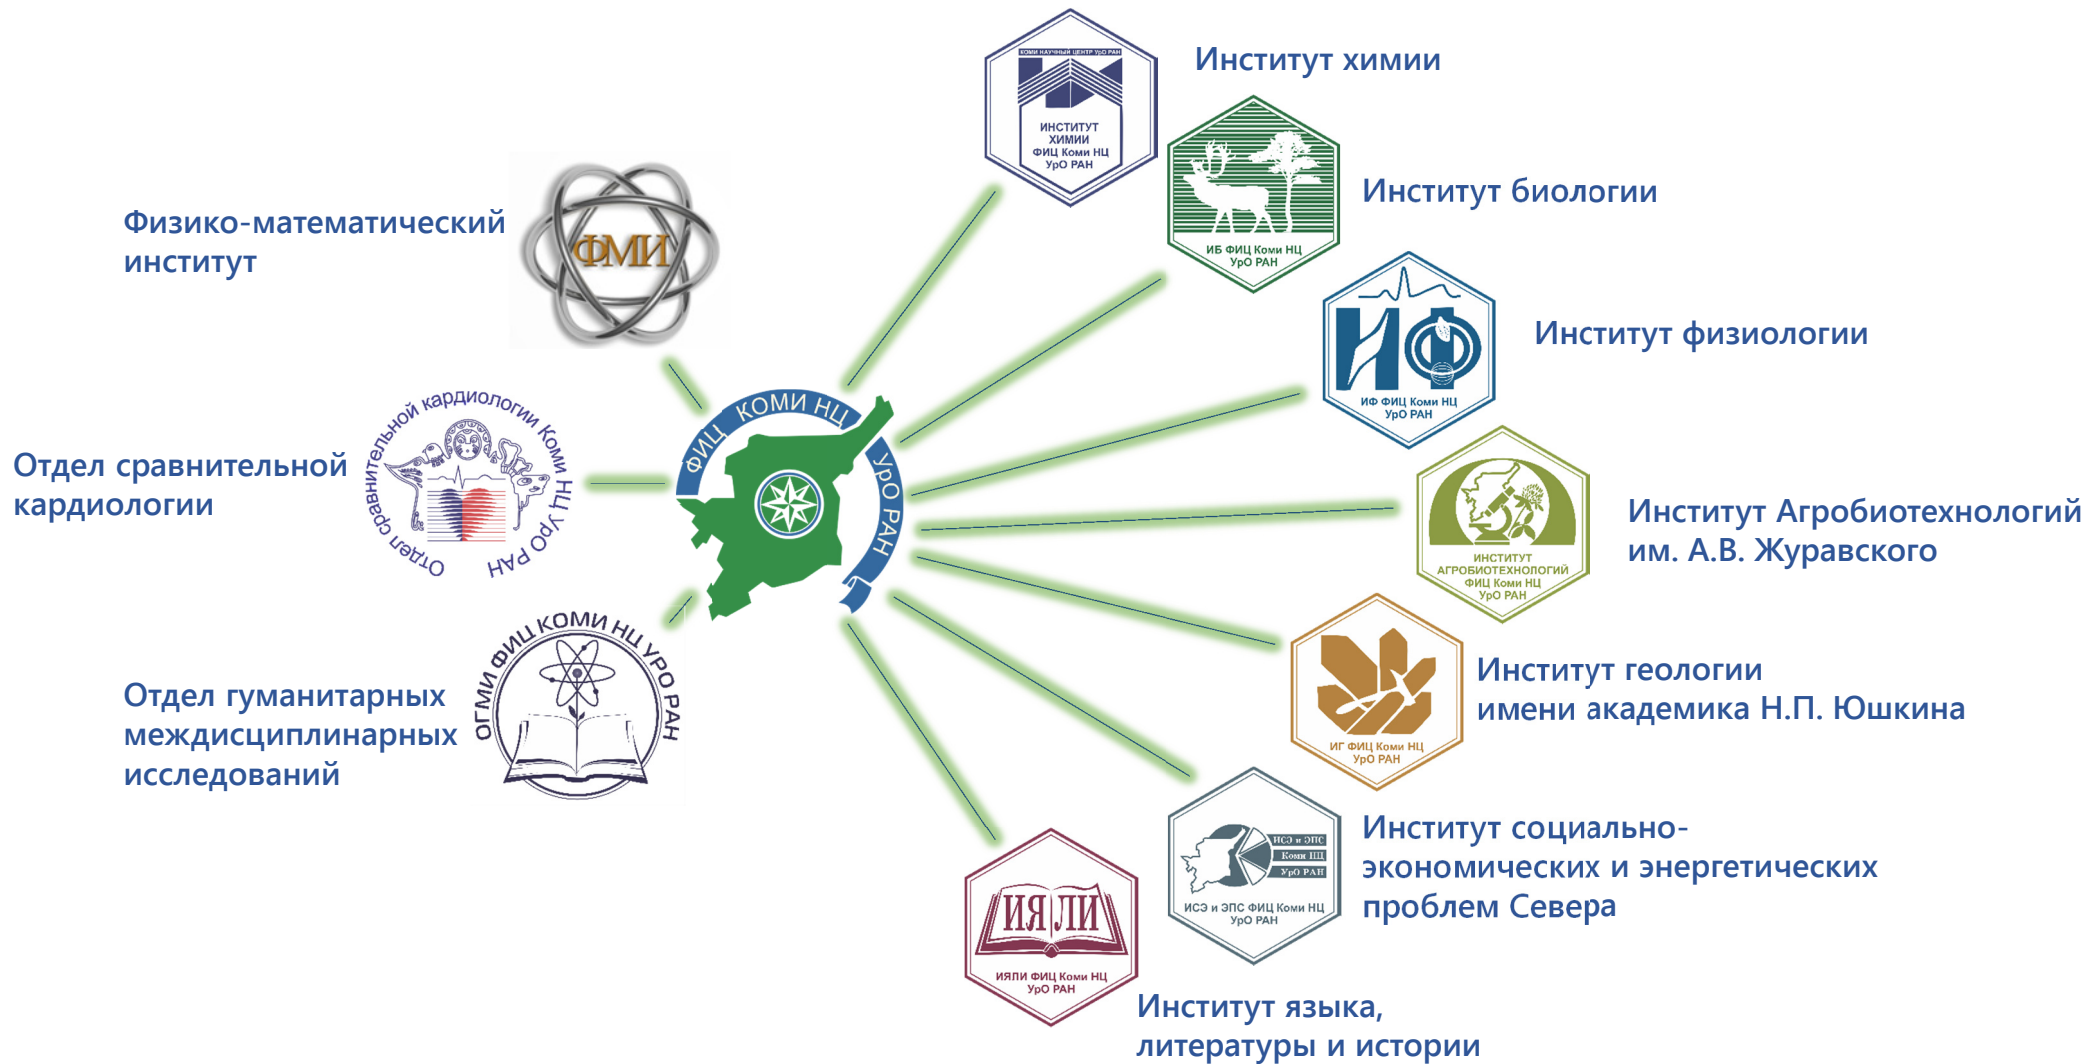 КОМИ НАУЧНЫЙ ЦЕНТР УрО РАН
ИНСТИТУТ
ХИМИИ
ФИЦ Коми НЦ
УрО РАН
Институт химии
ИБ ФИЦ Коми НЦ
УрО РАН
Институт биологии
Физико-математический
институт
ФМИ
ИФ
ИФ ФИЦ Коми НЦ
УрО РАН
Институт физиологии
Отдел сравнительной
кардиологии
Отдел сравнительной кардиологии Коми НЦ УрО РАН
ФИЦ КОМИ НЦ
УрО РАН
ИНСТИТУТ
АГРОБИОТЕХНОЛОГИЙ
ФИЦ Коми НЦ
УрО РАН
Институт Агробиотехнологий
им. А.В. Журавского
Отдел гуманитарных
междисциплинарных
исследований
ОГМИ ФИЦ КОМИ НЦ УРО РАН
ИГ ФИЦ Коми НЦ
УрО РАН
Институт геологии
имени академика Н.П. Юшкина
ИСЭ и ЭПС
Коми НЦ
УрО РАН
ИСЭ и ЭПС ФИЦ Коми НЦ
УрО РАН
Институт социально-
экономических и энергетических
проблем Севера
ИЯЛИ
ИЯЛИ ФИЦ Коми НЦ
УрО РАН
Институт языка,
литературы и истории